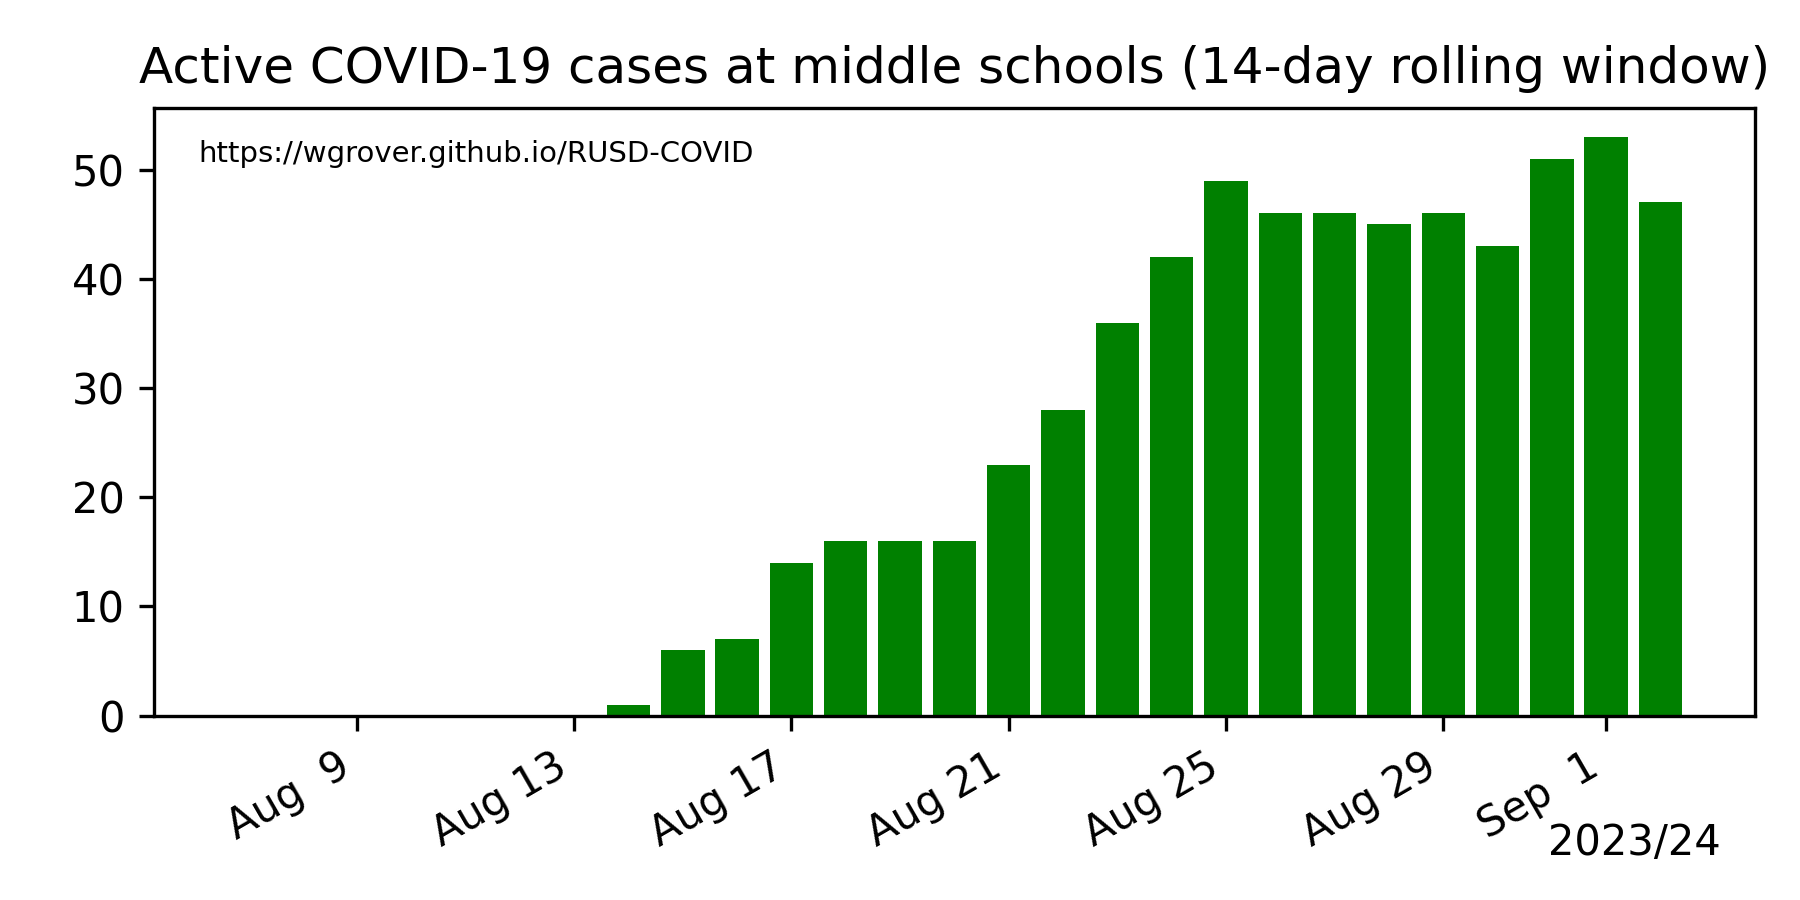 Active COVID-19 cases at middle schools (14-day rolling window)
https://wgrover.github.io/RUSD-COVID
50
40
30
20
10
0
Aug  9
Aug 13
Aug 17
Aug 21
Aug 25
Aug 29
Sep  1
2023/24